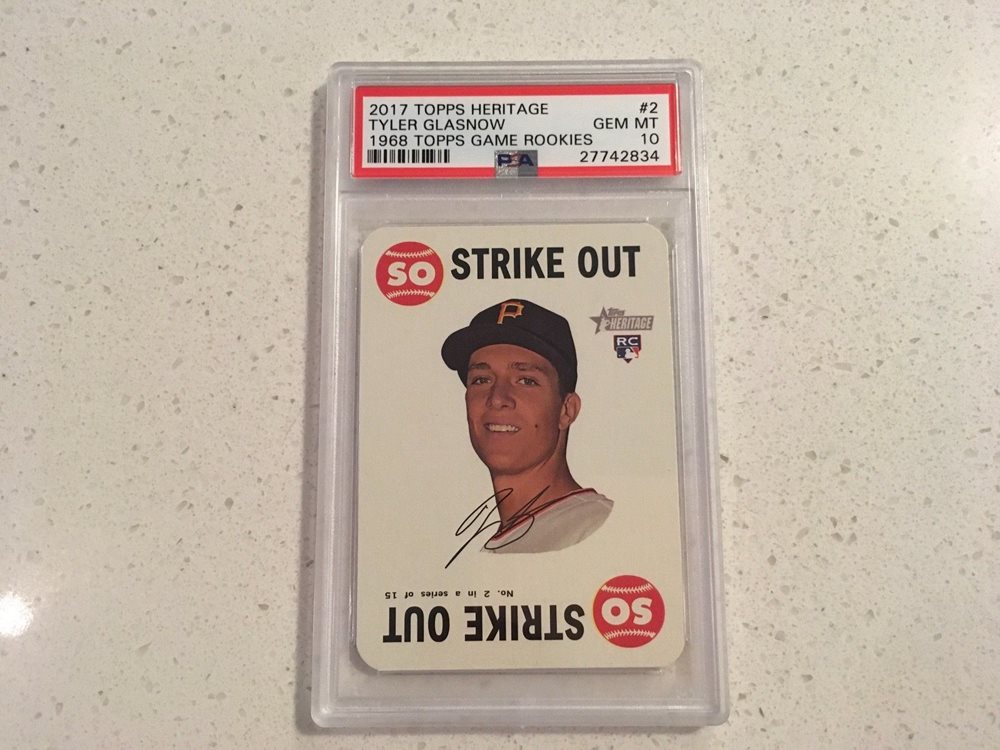 2017 TOPPS HERITAGE #2
TYLER GLASNOW GEM MT
1968 TOPPS GAME ROOKIES 10
PSA 27742834
SO STRIKE OUT
P
Topps
HERITAGE
RC
No. 2 in a series of 15
SO STRIKE OUT